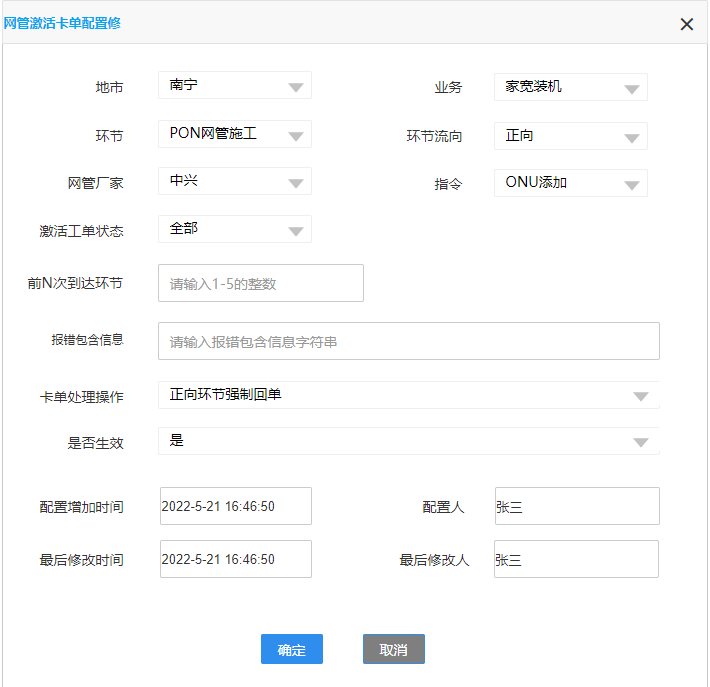 网管激活卡单配置修
地市 南宁 业务 家宽装机
环节 PON网管施工 环节流向 正向
网管厂家 中兴 指令 ONU添加
激活工单状态 全部
前N次到达环节 请输入1-5的整数
报错包含信息 请输入报错包含信息字符串
卡单处理操作 正向环节强制回单
是否生效 是
配置增加时间 2022-5-21 16:46:50 配置人 张三
最后修改时间 2022-5-21 16:46:50 最后修改人 张三
确定 取消